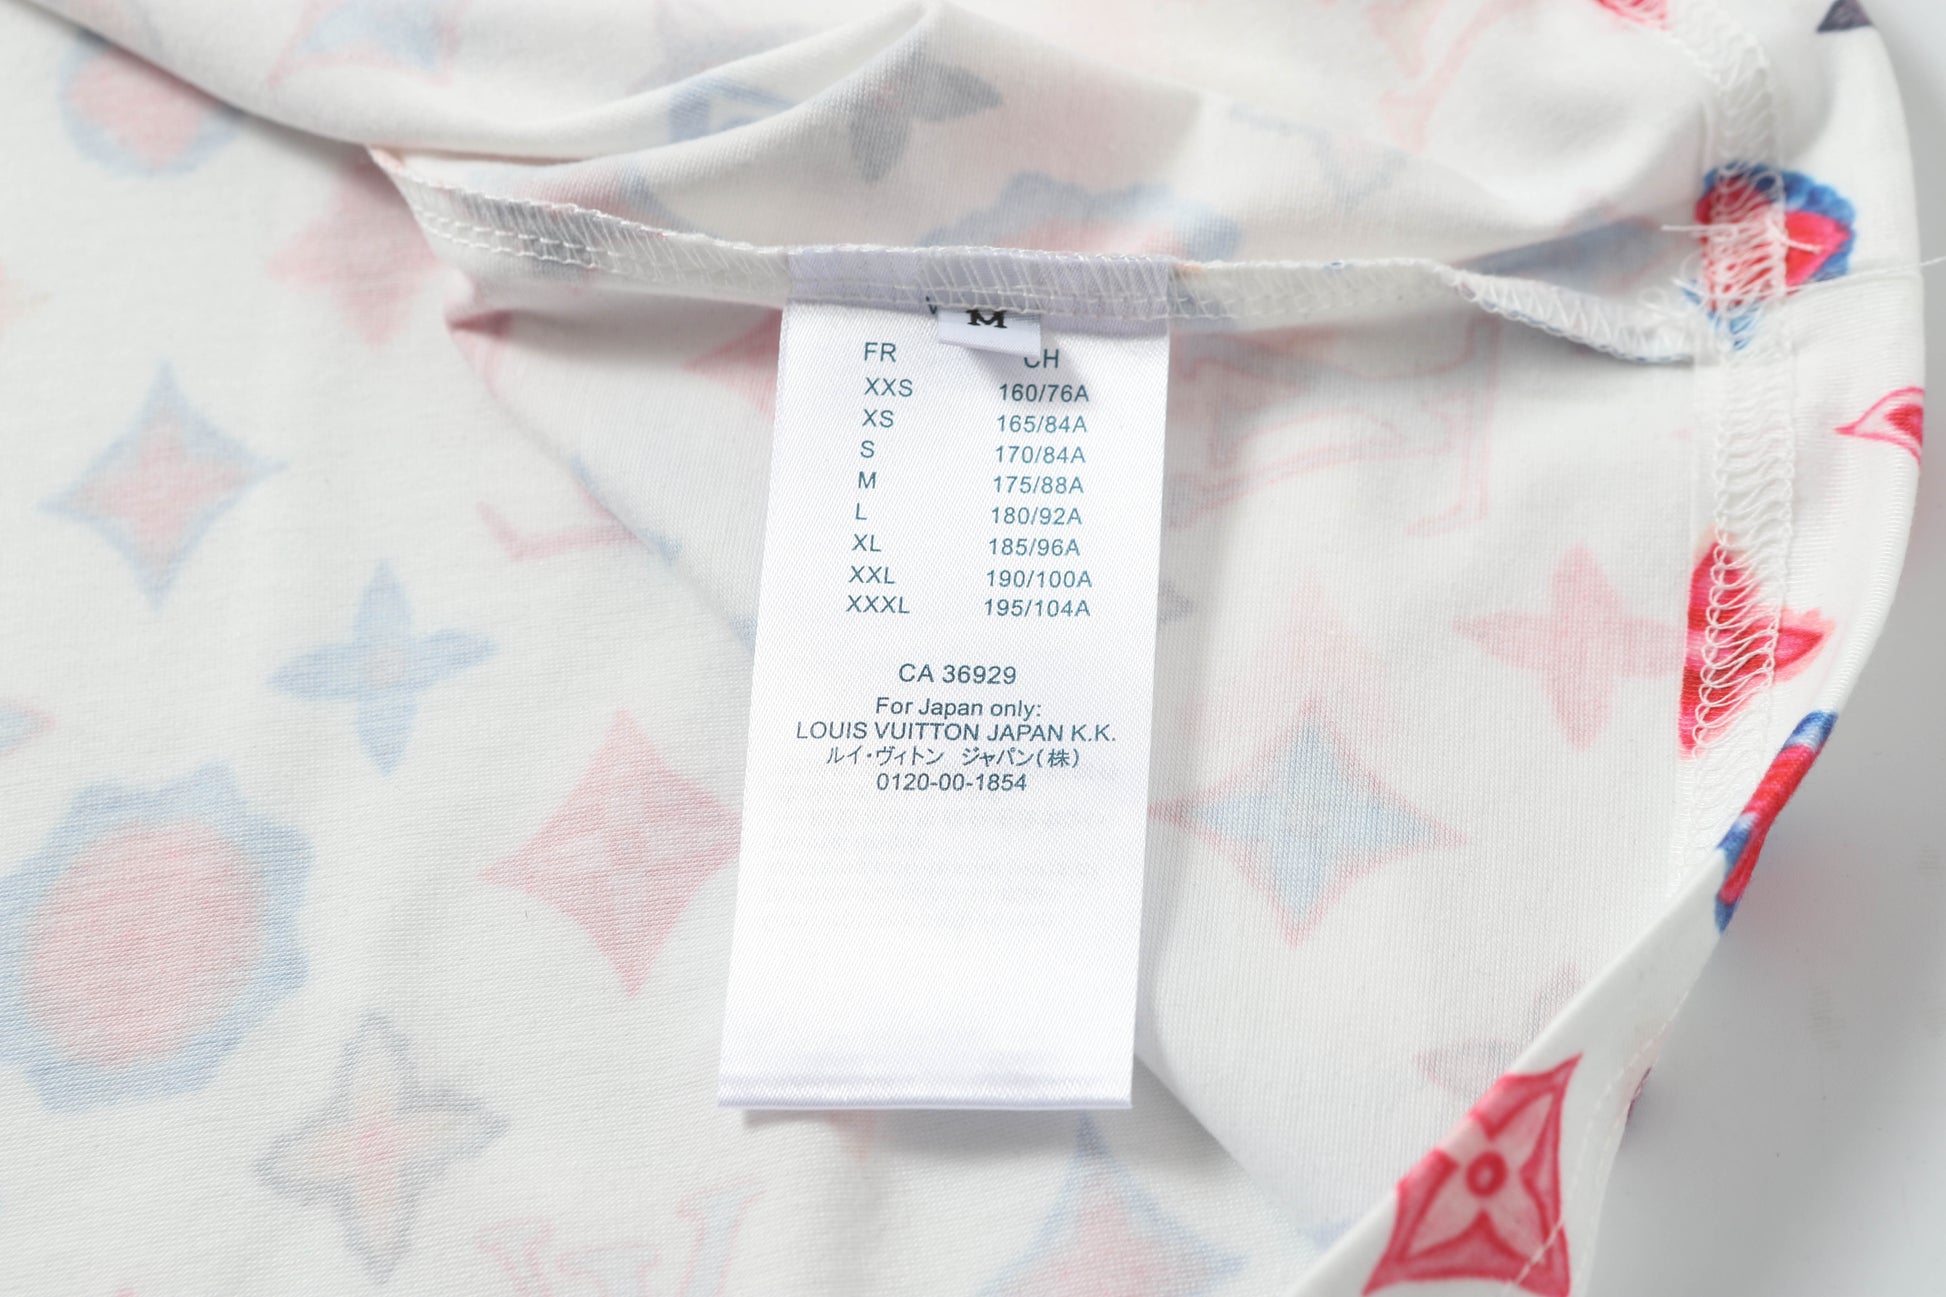 M
FR CH
XXS 160/76A
XS 165/84A
S 170/84A
M 175/88A
L 180/92A
XL 185/96A
XXL 190/100A
XXXL 195/104A
CA 36929
For Japan only:
LOUIS VUITTON JAPAN K.K.
ルイ・ヴィトン ジャパン(株)
0120-00-1854